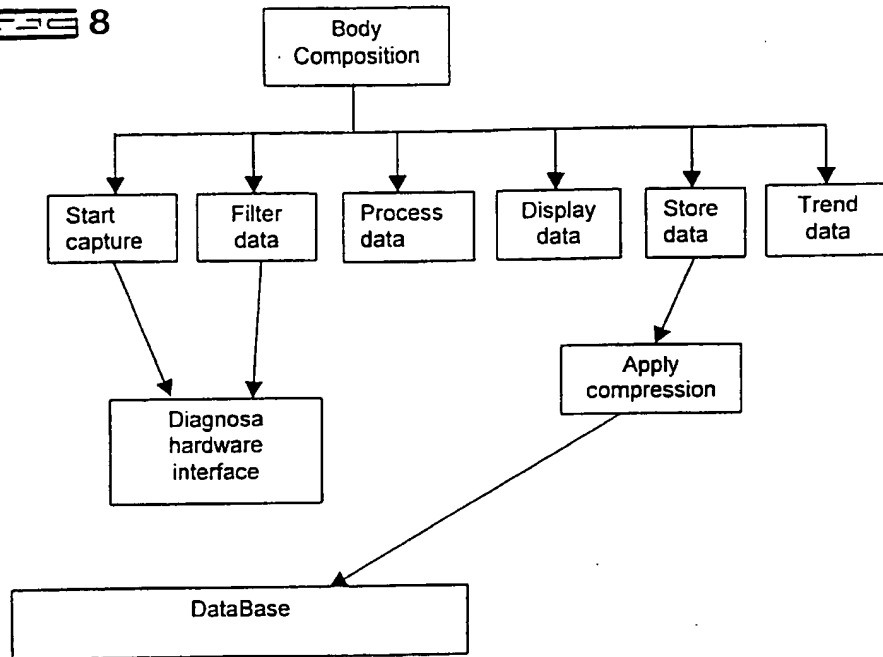 8
Body
Composition
Start
capture
Filter
data
Process
data
Display
data
Store
data
Trend
data
Apply
compression
Diagnosa
hardware
interface
DataBase